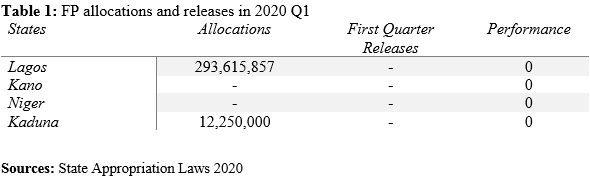 Table 1: FP allocations and releases in 2020 Q1
States Allocations First Quarter Performance
Releases
Lagos 293,615,857 - 0
Kano - - 0
Niger - - 0
Kaduna 12,250,000 - 0
Sources: State Appropriation Laws 2020